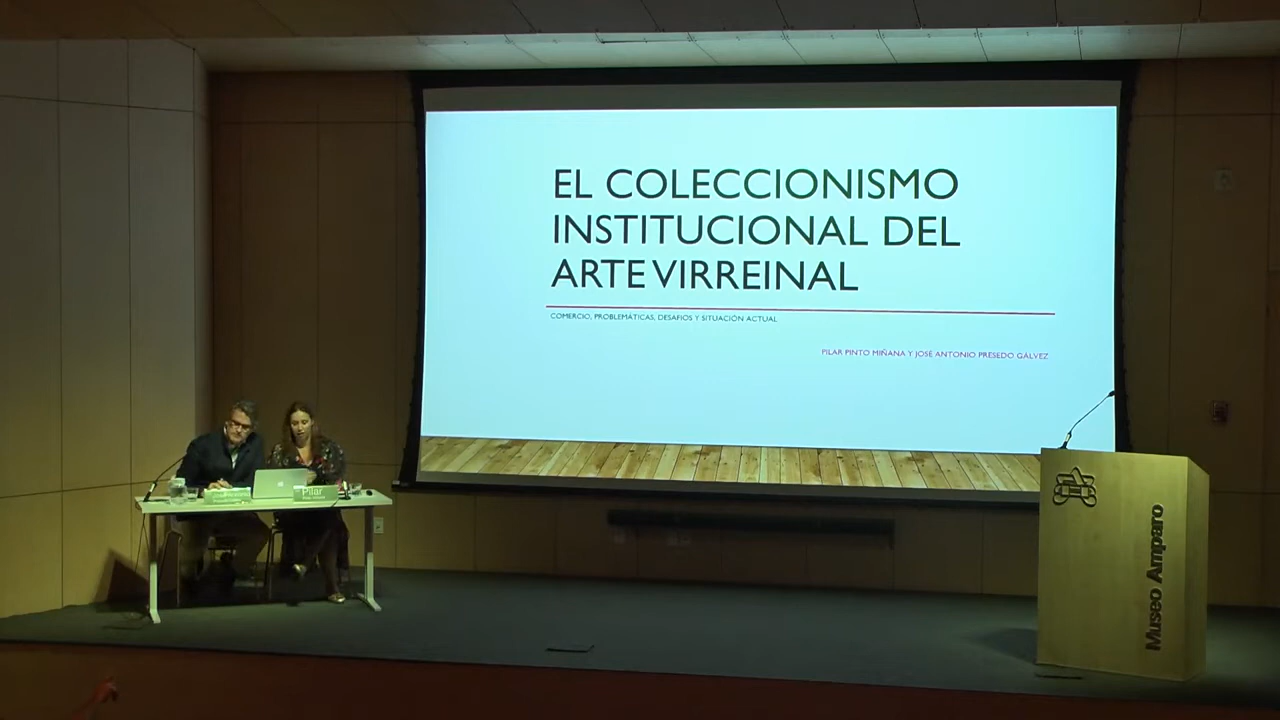 EL COLECCIONISMO
INSTITUCIONAL DEL
ARTE VIRREINAL
COMERCIO, PROBLEMÁTICAS, DESAFÍOS Y SITUACIÓN ACTUAL
PILAR PINTO MIÑANA Y JOSÉ ANTONIO PRESEDO GÁLVEZ
Pilar
Museo Amparo